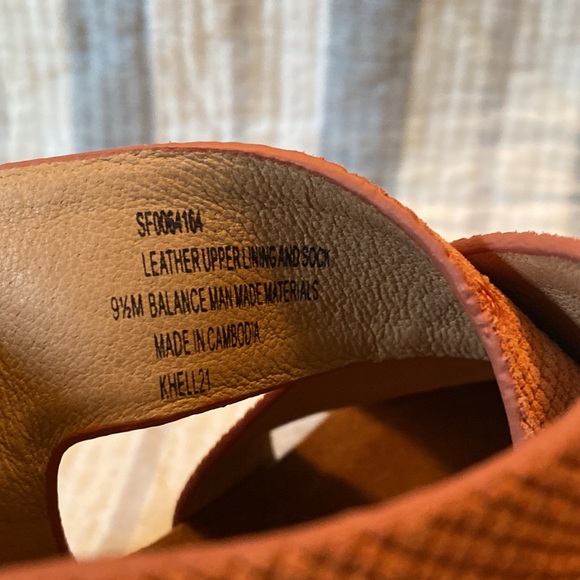 SF0064164
LEATHER UPPER LINING AND SOCK
9½M BALANCE MAN MADE MATERIALS
MADE IN CAMBODIA
KHELL21